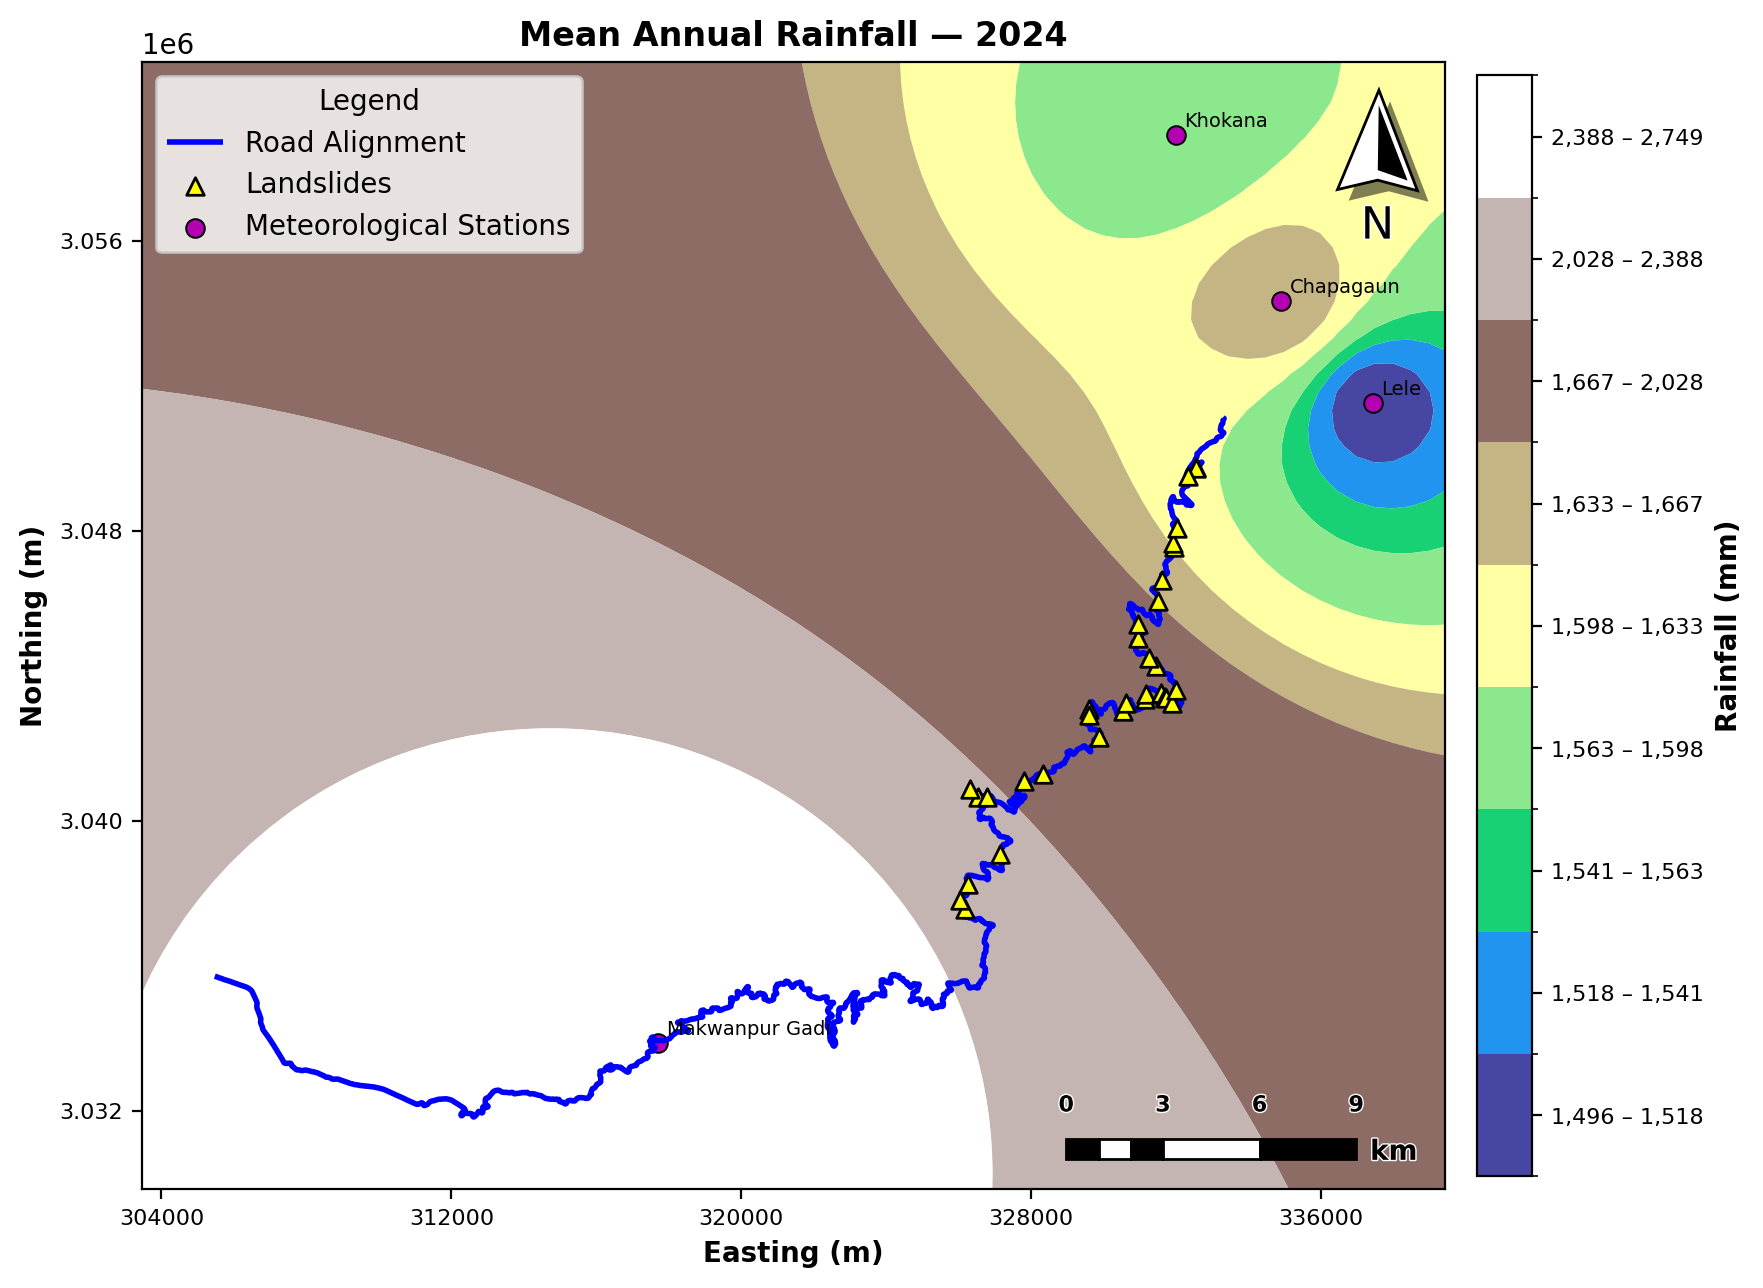 Mean Annual Rainfall — 2024
1e6
Legend
Road Alignment
Landslides
Meteorological Stations
Khokana
N
Chapagaun
Lele
Makwanpur Gadi
0 3 6 9
km
3.056
3.048
3.040
3.032
Northing (m)
304000 312000 320000 328000 336000
Easting (m)
2,388 – 2,749
2,028 – 2,388
1,667 – 2,028
1,633 – 1,667
1,598 – 1,633
1,563 – 1,598
1,541 – 1,563
1,518 – 1,541
1,496 – 1,518
Rainfall (mm)